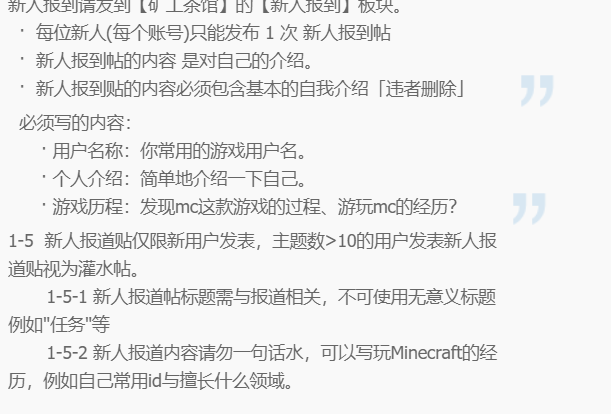 新人报到请发到【矿工茶馆】的【新人报到】板块。
· 每位新人(每个账号)只能发布 1 次 新人报到帖
· 新人报到帖的内容 是对自己的介绍。
· 新人报到贴的内容必须包含基本的自我介绍「违者删除」
必须写的内容：
· 用户名称：你常用的游戏用户名。
· 个人介绍：简单地介绍一下自己。
· 游戏历程：发现mc这款游戏的过程、游玩mc的经历？
1-5 新人报道贴仅限新用户发表，主题数>10的用户发表新人报
道贴视为灌水帖。
1-5-1 新人报道帖标题需与报道相关，不可使用无意义标题
例如"任务"等
1-5-2 新人报道内容请勿一句话水，可以写玩Minecraft的经
历，例如自己常用id与擅长什么领域。